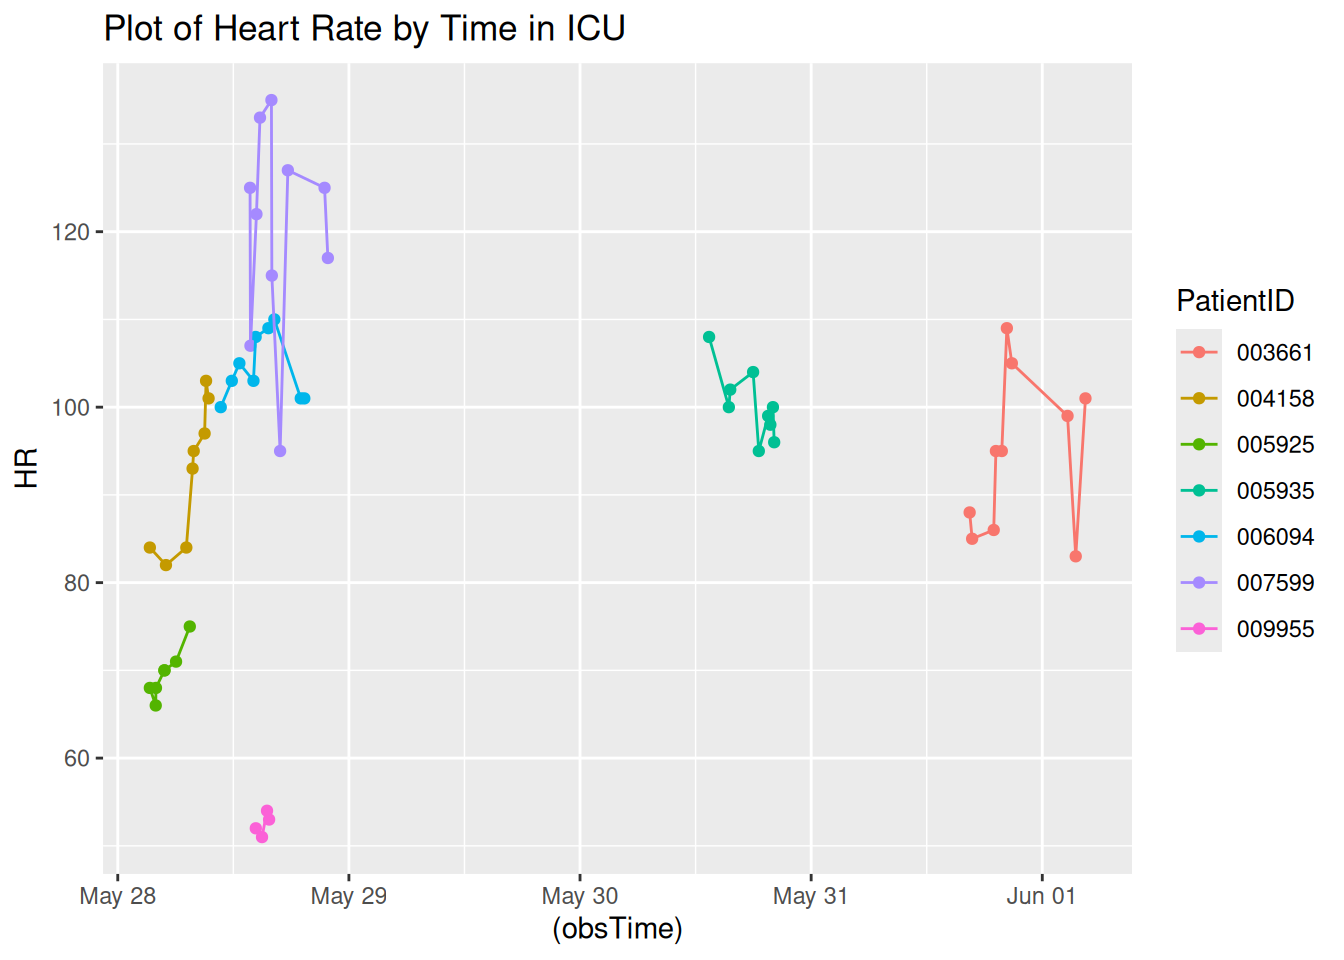 Plot of Heart Rate by Time in ICU
HR
120
100
80
60
May 28
May 29
May 30
May 31
Jun 01
(obsTime)
PatientID
003661
004158
005925
005935
006094
007599
009955